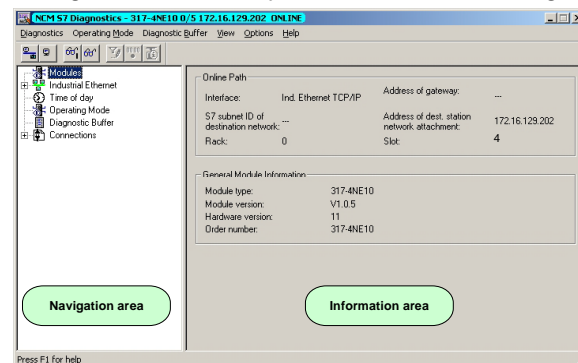 NCM S7 Diagnostics - 317-4NE10 0/5 172.16.129.202 ONLINE
Diagnostics Operating Mode Diagnostic Buffer View Options Help
Modules
Industrial Ethernet
Time of day
Operating Mode
Diagnostic Buffer
Connections
Online Path
Interface: Ind. Ethernet TCP/IP Address of gateway: ---
S7 subnet ID of destination network: --- Address of dest. station network attachment: 172.16.129.202
Rack: 0 Slot: 4
General Module Information
Module type: 317-4NE10
Module version: V1.0.5
Hardware version: 11
Order number: 317-4NE10
Navigation area
Information area
Press F1 for help